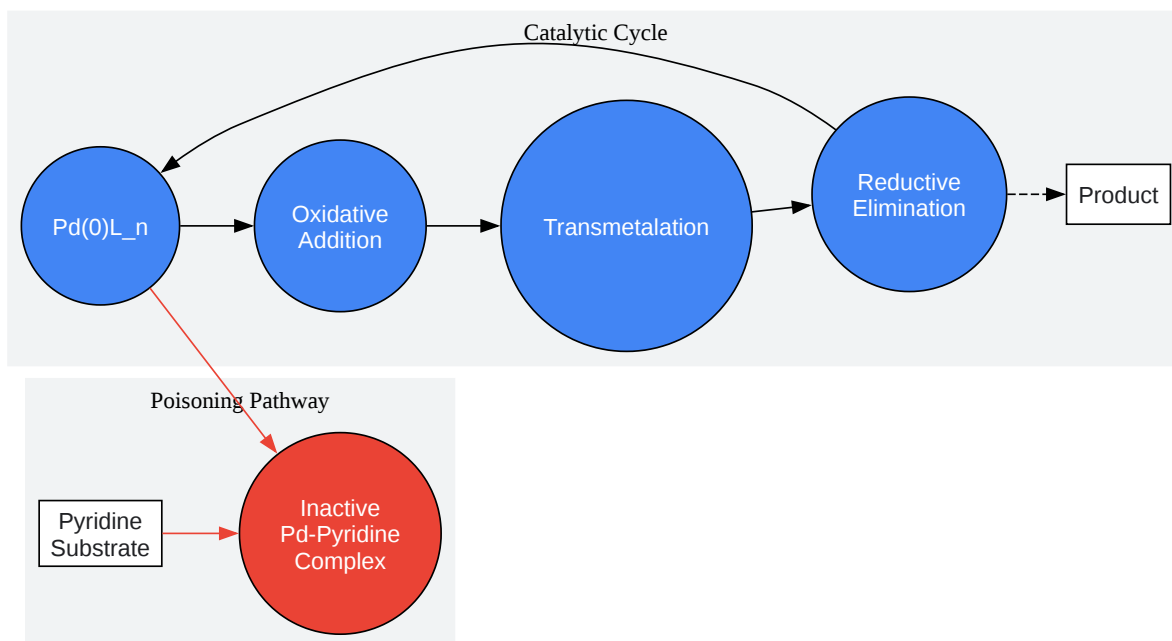 Catalytic Cycle
Pd(0)L_n
Oxidative
Addition
Transmetalation
Reductive
Elimination
Product
Poisoning Pathway
Pyridine
Substrate
Inactive
Pd-Pyridine
Complex